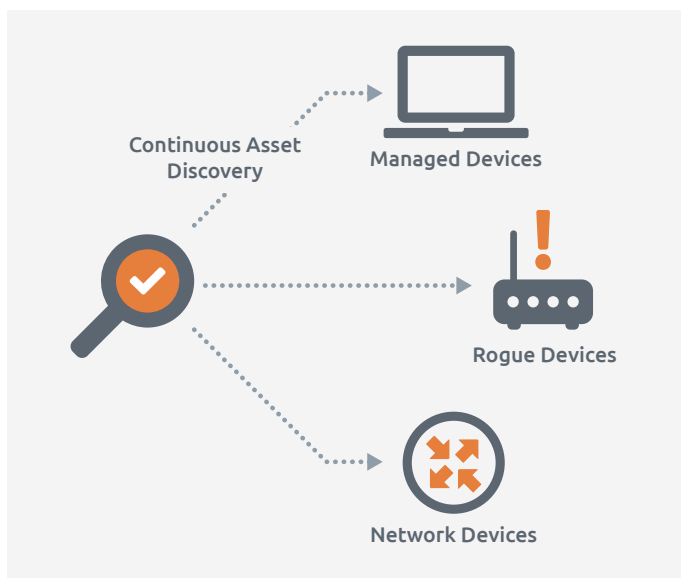 Continuous Asset
Discovery
Managed Devices
Rogue Devices
Network Devices